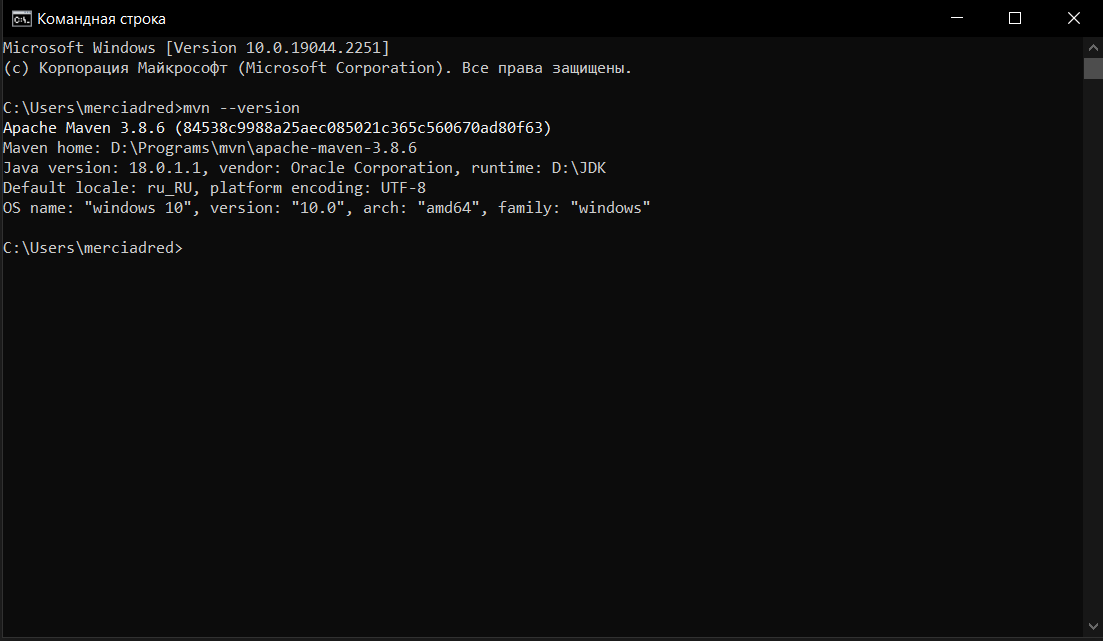 Командная строка
Microsoft Windows [Version 10.0.19044.2251]
(c) Корпорация Майкрософт (Microsoft Corporation). Все права защищены.
C:\Users\merciadred>mvn --version
Apache Maven 3.8.6 (84538c9988a25aec085021c365c560670ad80f63)
Maven home: D:\Programs\mvn\apache-maven-3.8.6
Java version: 18.0.1.1, vendor: Oracle Corporation, runtime: D:\JDK
Default locale: ru_RU, platform encoding: UTF-8
OS name: "windows 10", version: "10.0", arch: "amd64", family: "windows"
C:\Users\merciadred>